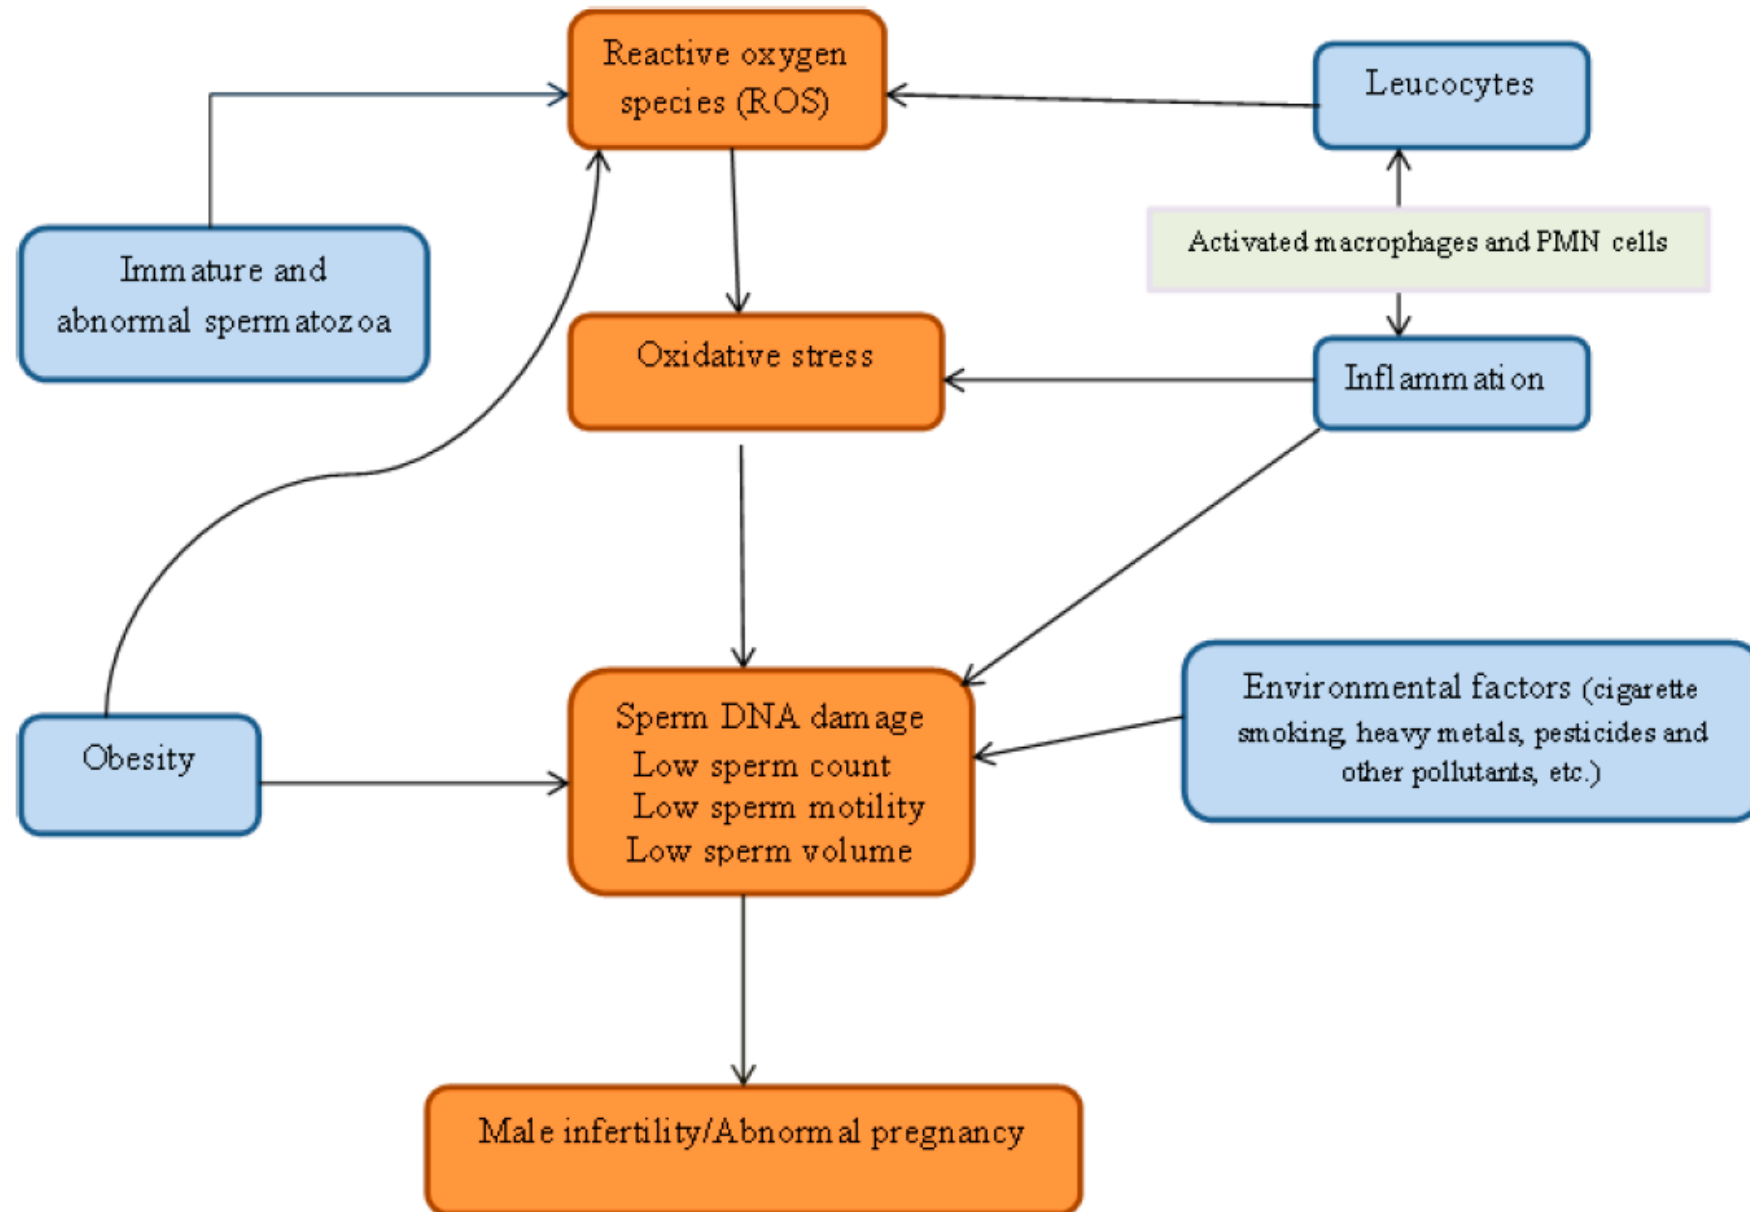 Reactive oxygen
species (ROS)
Leucocytes
Activated macrophages and PMN cells
Immature and
abnormal spermatozoa
Oxidative stress
Inflammation
Obesity
Sperm DNA damage
Low sperm count
Low sperm motility
Low sperm volume
Environmental factors (cigarette
smoking, heavy metals, pesticides and
other pollutants, etc.)
Male infertility/Abnormal pregnancy